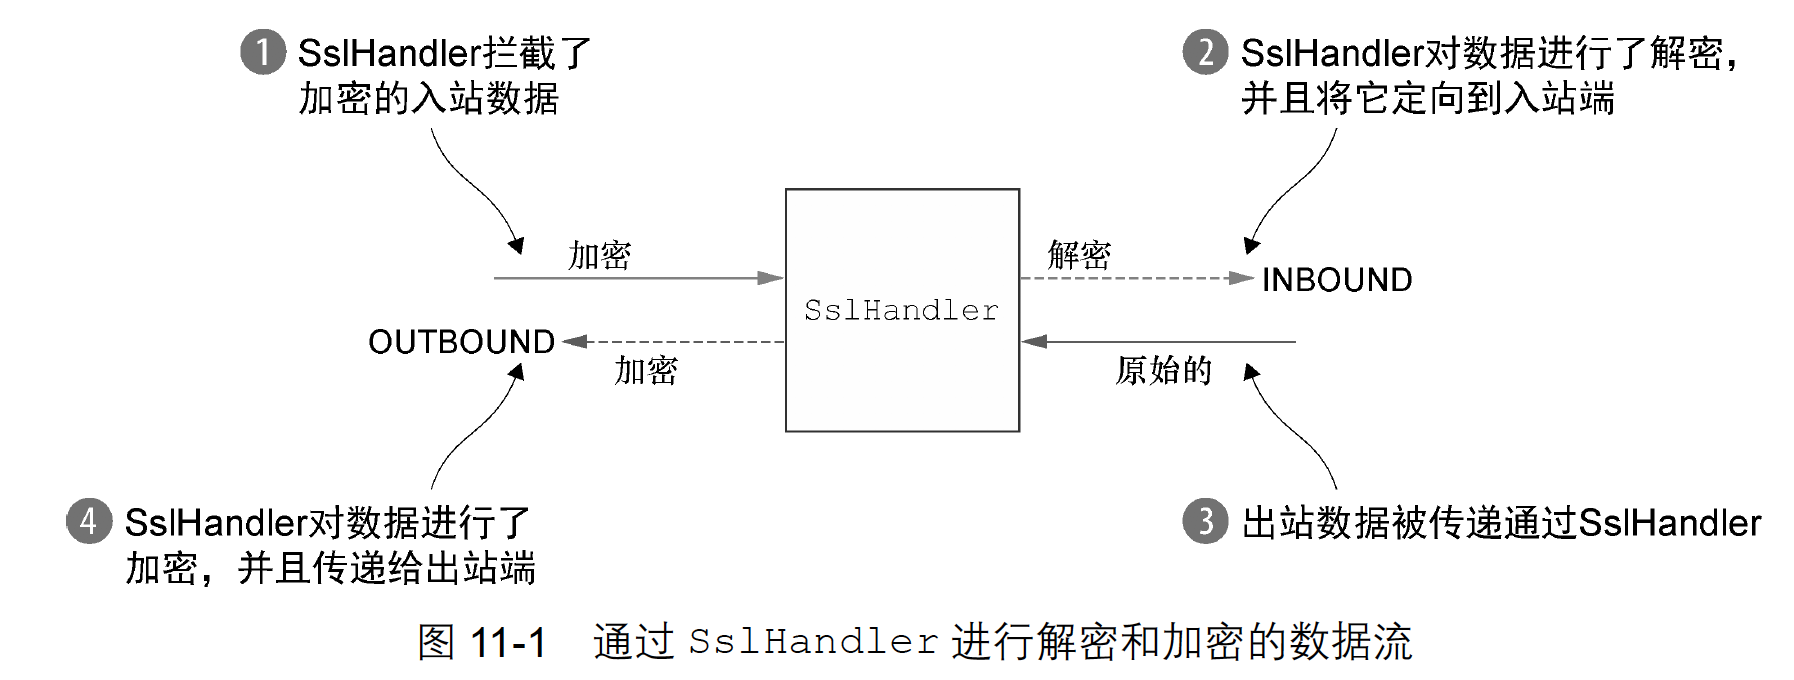 1 SslHandler拦截了
加密的入站数据
2 SslHandler对数据进行了解密，
并且将它定向到入站端
加密
解密
INBOUND
SslHandler
OUTBOUND
加密
原始的
4 SslHandler对数据进行了
加密，并且传递给出站端
3 出站数据被传递通过SslHandler
图 11-1 通过 SslHandler 进行解密和加密的数据流